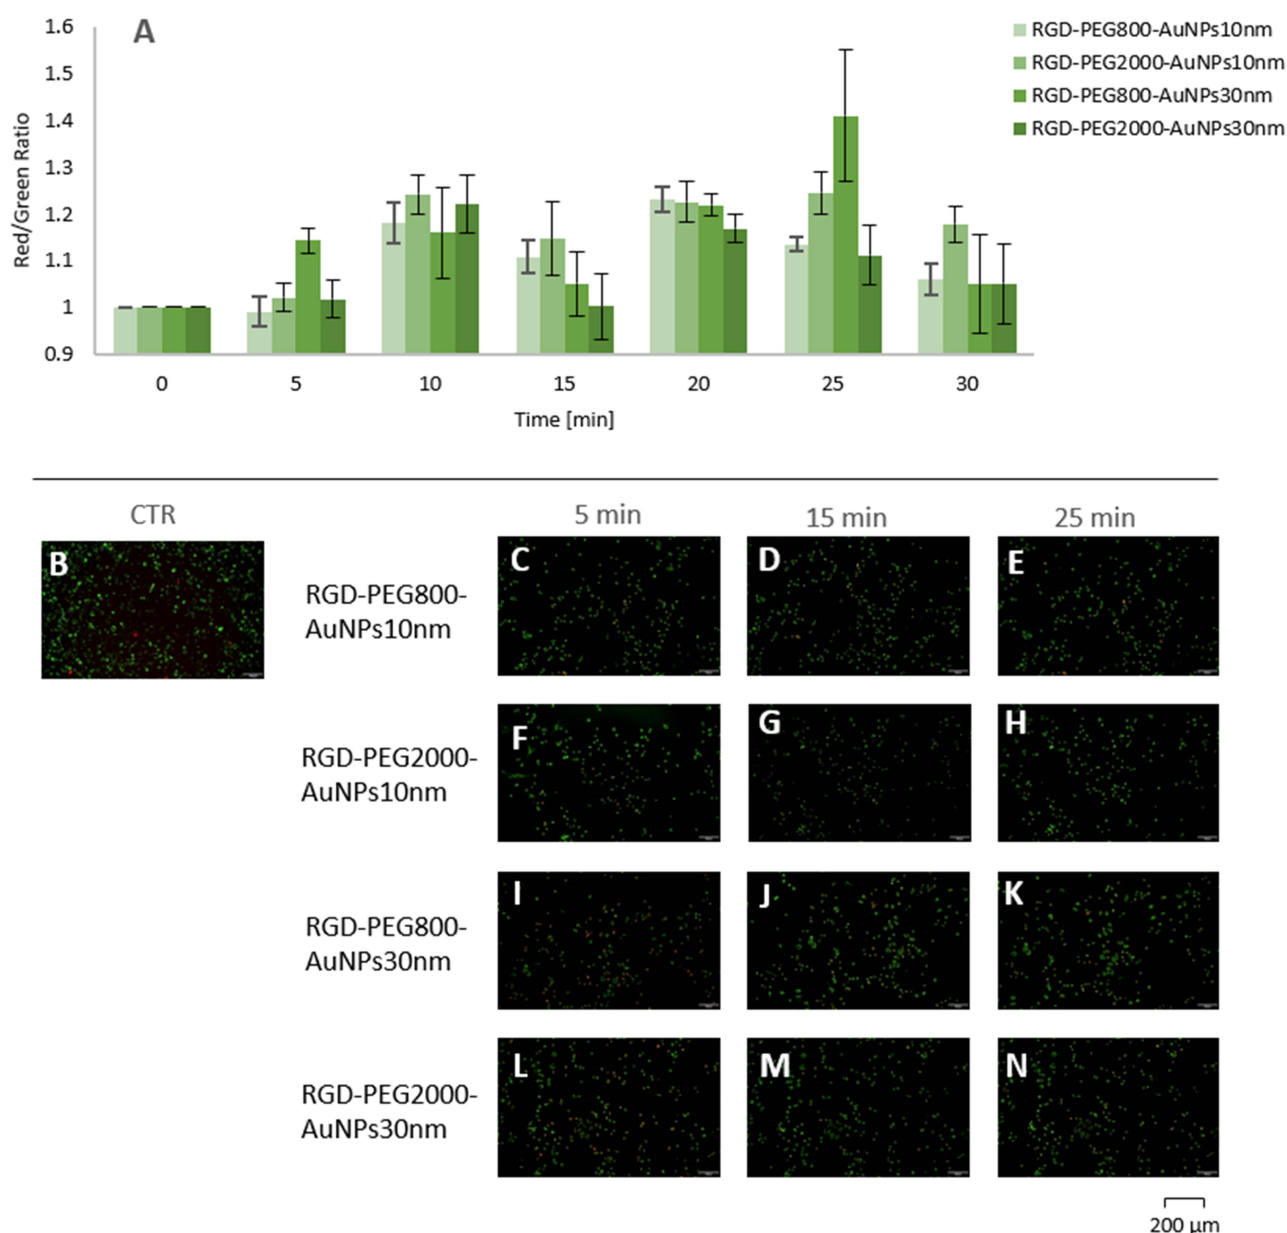 A
RGD-PEG800-AuNPs10nm
RGD-PEG2000-AuNPs10nm
RGD-PEG800-AuNPs30nm
RGD-PEG2000-AuNPs30nm
Red/Green Ratio
1.6
1.5
1.4
1.3
1.2
1.1
1
0.9
0 5 10 15 20 25 30
Time [min]
CTR
5 min 15 min 25 min
B
RGD-PEG800-
AuNPs10nm
C D E
RGD-PEG2000-
AuNPs10nm
F G H
RGD-PEG800-
AuNPs30nm
I J K
RGD-PEG2000-
AuNPs30nm
L M N
200 µm